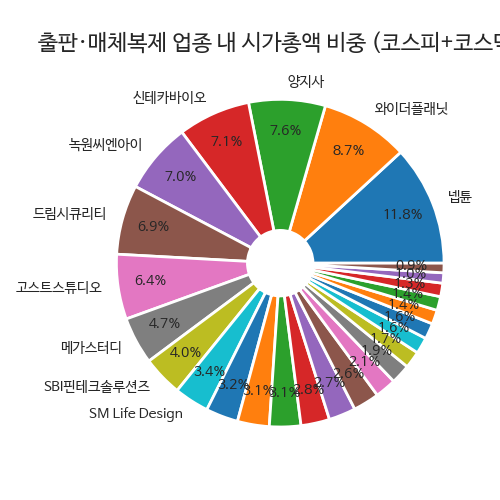 출판·매체복제 업종 내 시가총액 비중 (코스피+코스닥
넵튠
11.8%
와이더플래닛
8.7%
양지사
7.6%
신테카바이오
7.1%
녹원씨엔아이
7.0%
드림시큐리티
6.9%
고스트스튜디오
6.4%
메가스터디
4.7%
SBI핀테크솔루션즈
4.0%
SM Life Design
3.4%
3.2%
3.1%
3.1%
2.8%
2.7%
2.6%
2.1%
1.9%
1.7%
1.6%
1.6%
1.4%
1.4%
1.3%
1.0%
0.9%